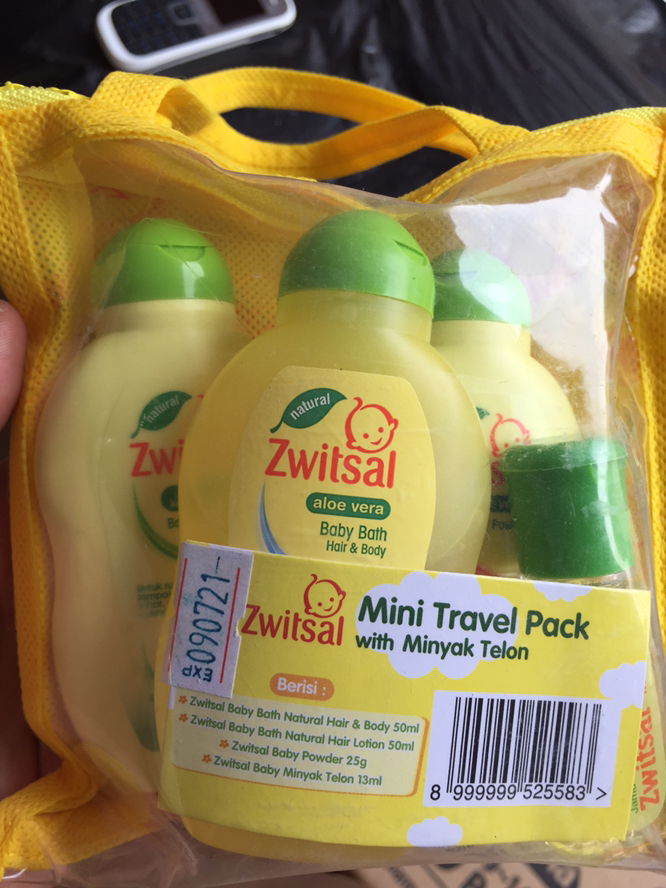 natural
Zwitsal
aloe vera
Baby Bath
Hair & Body
natural
Zwi
EXP 090721
Zwitsal
Mini Travel Pack
with Minyak Telon
Berisi :
Zwitsal Baby Bath Natural Hair & Body 50ml
Zwitsal Baby Bath Natural Hair Lotion 50ml
Zwitsal Baby Powder 25g
Zwitsal Baby Minyak Telon 13ml
8 999999 525583 >
Zwitsal